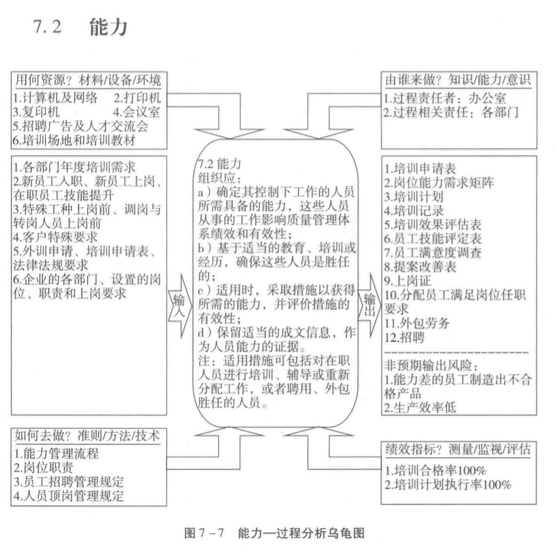 7.2 能力
用何资源？材料/设备/环境
1.计算机及网络 2.打印机
3.复印机 4.会议室
5.招聘广告及人才交流会
6.培训场地和培训教材
由谁来做？知识/能力/意识
1.过程责任者：办公室
2.过程相关责任：各部门
1.各部门年度培训需求
2.新员工入职、新员工上岗、
在职员工技能提升
3.特殊工种上岗前、调岗与
转岗人员上岗前
4.客户特殊要求
5.外训申请、培训申请表、
法律法规要求
6.企业的各部门、设置的岗
位、职责和上岗要求
输入
7.2 能力
组织应：
a）确定其控制下工作的人员
所需具备的能力，这些人员
从事的工作影响质量管理体
系绩效和有效性；
b）基于适当的教育、培训或
经历，确保这些人员是胜任
的；
c）适用时，采取措施以获得
所需的能力，并评价措施的
有效性；
d）保留适当的成文信息，作
为人员能力的证据。
注：适用措施可包括对在职
人员进行培训、辅导或重新
分配工作，或者聘用、外包
胜任的人员。
输出
1.培训申请表
2.岗位能力需求矩阵
3.培训计划
4.培训记录
5.培训效果评估表
6.员工技能评定表
7.员工满意度调查
8.提案改善表
9.上岗证
10.分配员工满足岗位任职
要求
11.外包劳务
12.招聘
非预期输出风险：
1.能力差的员工制造出不合
格产品
2.生产效率低
如何去做？准则/方法/技术
1.能力管理流程
2.岗位职责
3.员工招聘管理规定
4.人员顶岗管理规定
绩效指标？测量/监视/评估
1.培训合格率100%
2.培训计划执行率100%
图7-7 能力—过程分析乌龟图